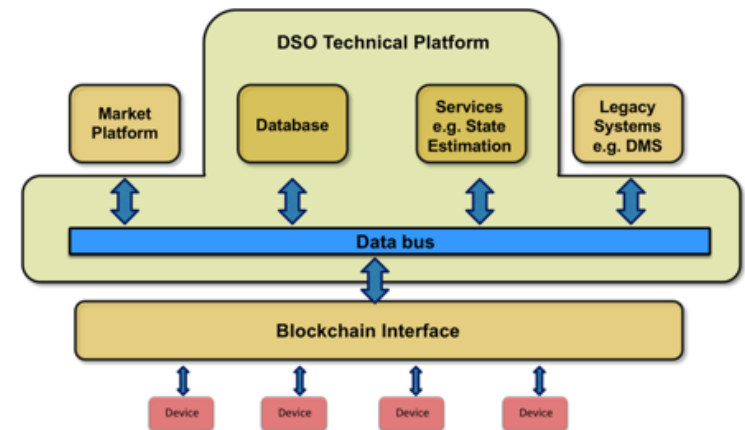 DSO Technical Platform
Market
Platform
Database
Services
e.g. State
Estimation
Legacy
Systems
e.g. DMS
Data bus
Blockchain Interface
Device
Device
Device
Device